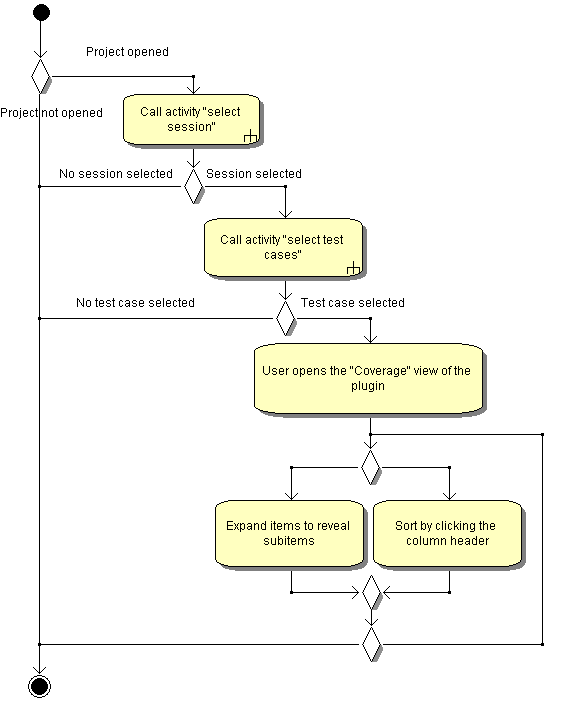 Project opened
Project not opened
Call activity "select
session"
No session selected
Session selected
Call activity "select test
cases"
No test case selected
Test case selected
User opens the "Coverage" view of the
plugin
Expand items to reveal
subitems
Sort by clicking the
column header